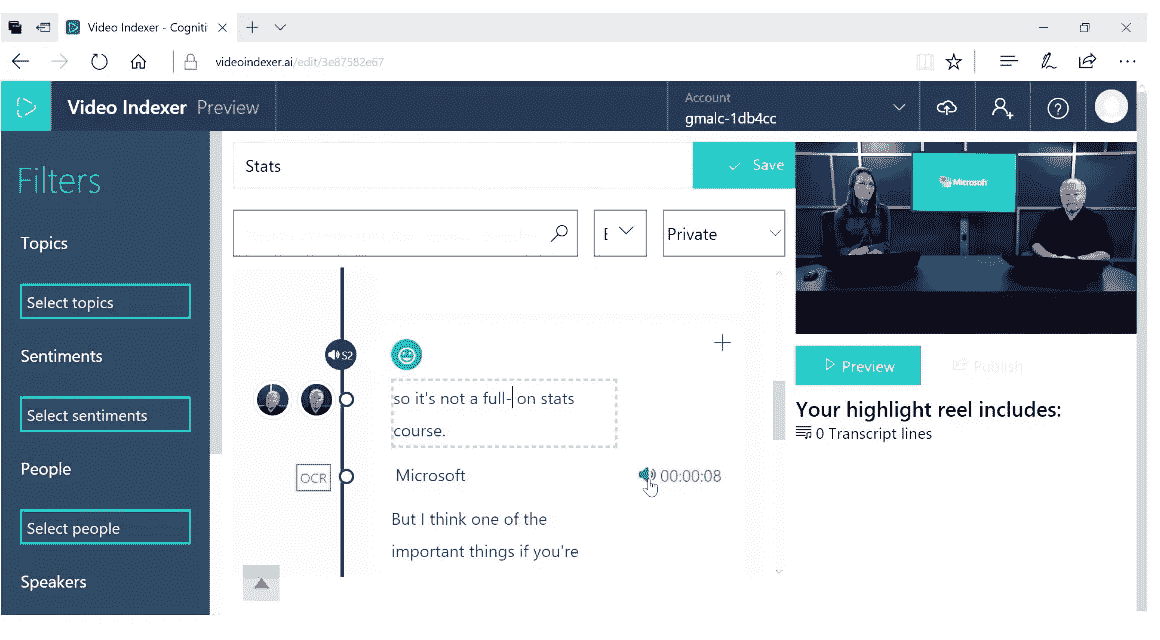 Video Indexer - Cogniti
videoindexer.ai/edit/3e87582e67
Video Indexer Preview
Account
gmalc-1db4cc
Filters
Topics
Select topics
Sentiments
Select sentiments
People
Select people
Speakers
Stats
Save
Private
S2
so it's not a full- on stats
course.
OCR
Microsoft
00:00:08
But I think one of the
important things if you're
Microsoft
Preview
Publish
Your highlight reel includes:
0 Transcript lines